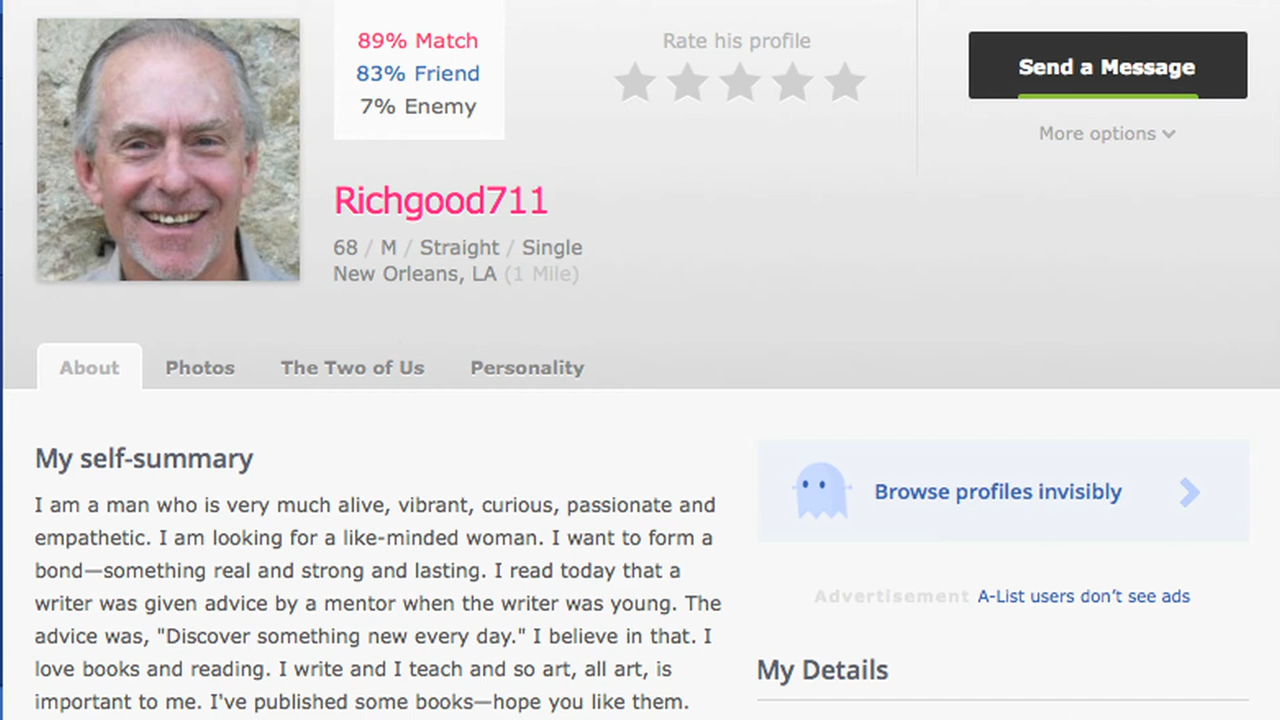 89% Match
83% Friend
7% Enemy
Rate his profile
Send a Message
More options
Richgood711
68 / M / Straight / Single
New Orleans, LA (1 Mile)
About
Photos
The Two of Us
Personality
My self-summary
I am a man who is very much alive, vibrant, curious, passionate and
empathetic. I am looking for a like-minded woman. I want to form a
bond—something real and strong and lasting. I read today that a
writer was given advice by a mentor when the writer was young. The
advice was, "Discover something new every day." I believe in that. I
love books and reading. I write and I teach and so art, all art, is
important to me. I've published some books—hope you like them.
Browse profiles invisibly
Advertisement A-List users don't see ads
My Details